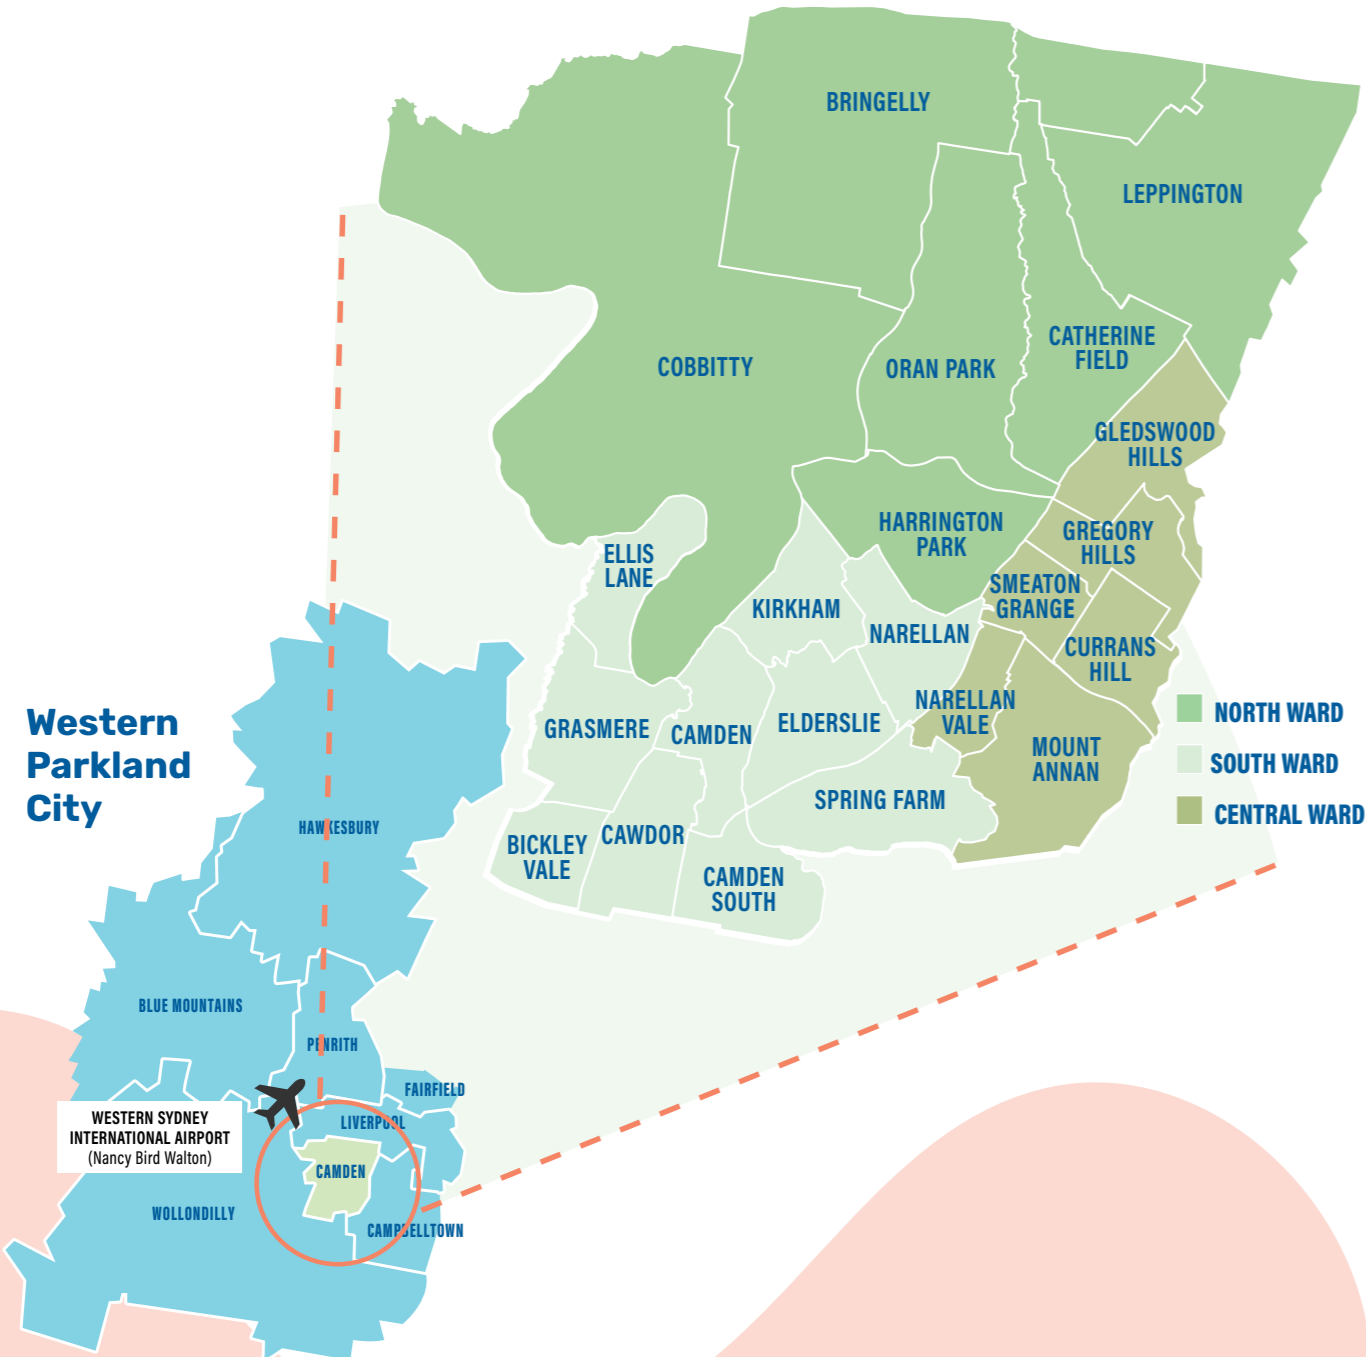 BRINGELLY
LEPPINGTON
COBBITTY
ORAN PARK
CATHERINE
FIELD
GLEDSWOOD
HILLS
HARRINGTON
PARK
GREGORY
HILLS
ELLIS
LANE
SMEATON
GRANGE
KIRKHAM
NARELLAN
CURRANS
HILL
NARELLAN
VALE
GRASMERE
CAMDEN
ELDERSLIE
MOUNT
ANNAN
SPRING FARM
CAWDOR
BICKLEY
VALE
CAMDEN
SOUTH
NORTH WARD
SOUTH WARD
CENTRAL WARD
Western
Parkland
City
HAWKESBURY
BLUE MOUNTAINS
PENRITH
FAIRFIELD
WESTERN SYDNEY
INTERNATIONAL AIRPORT
(Nancy Bird Walton)
LIVERPOOL
CAMDEN
WOLLONDILLY
CAMPBELLTOWN